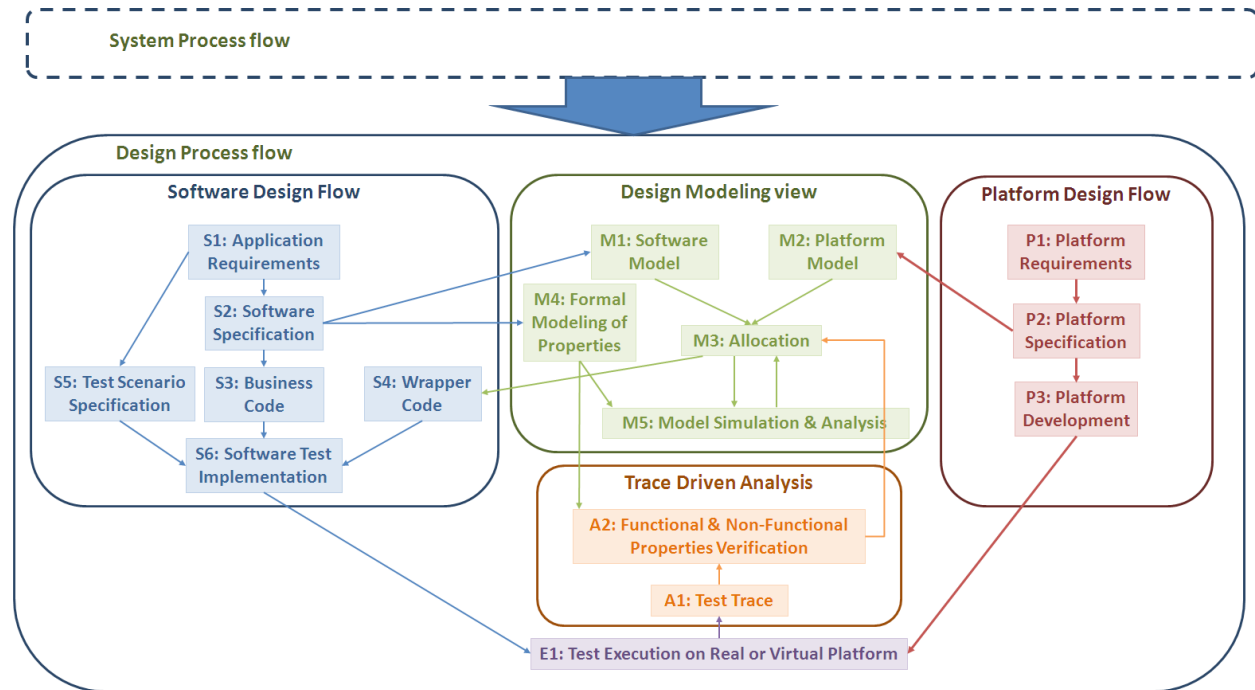 System Process flow
Design Process flow
Software Design Flow
S1: Application
Requirements
S2: Software
Specification
S5: Test Scenario
Specification
S3: Business
Code
S4: Wrapper
Code
S6: Software Test
Implementation
Design Modeling view
M1: Software
Model
M2: Platform
Model
M4: Formal
Modeling of
Properties
M3: Allocation
M5: Model Simulation & Analysis
Platform Design Flow
P1: Platform
Requirements
P2: Platform
Specification
P3: Platform
Development
Trace Driven Analysis
A2: Functional & Non-Functional
Properties Verification
A1: Test Trace
E1: Test Execution on Real or Virtual Platform